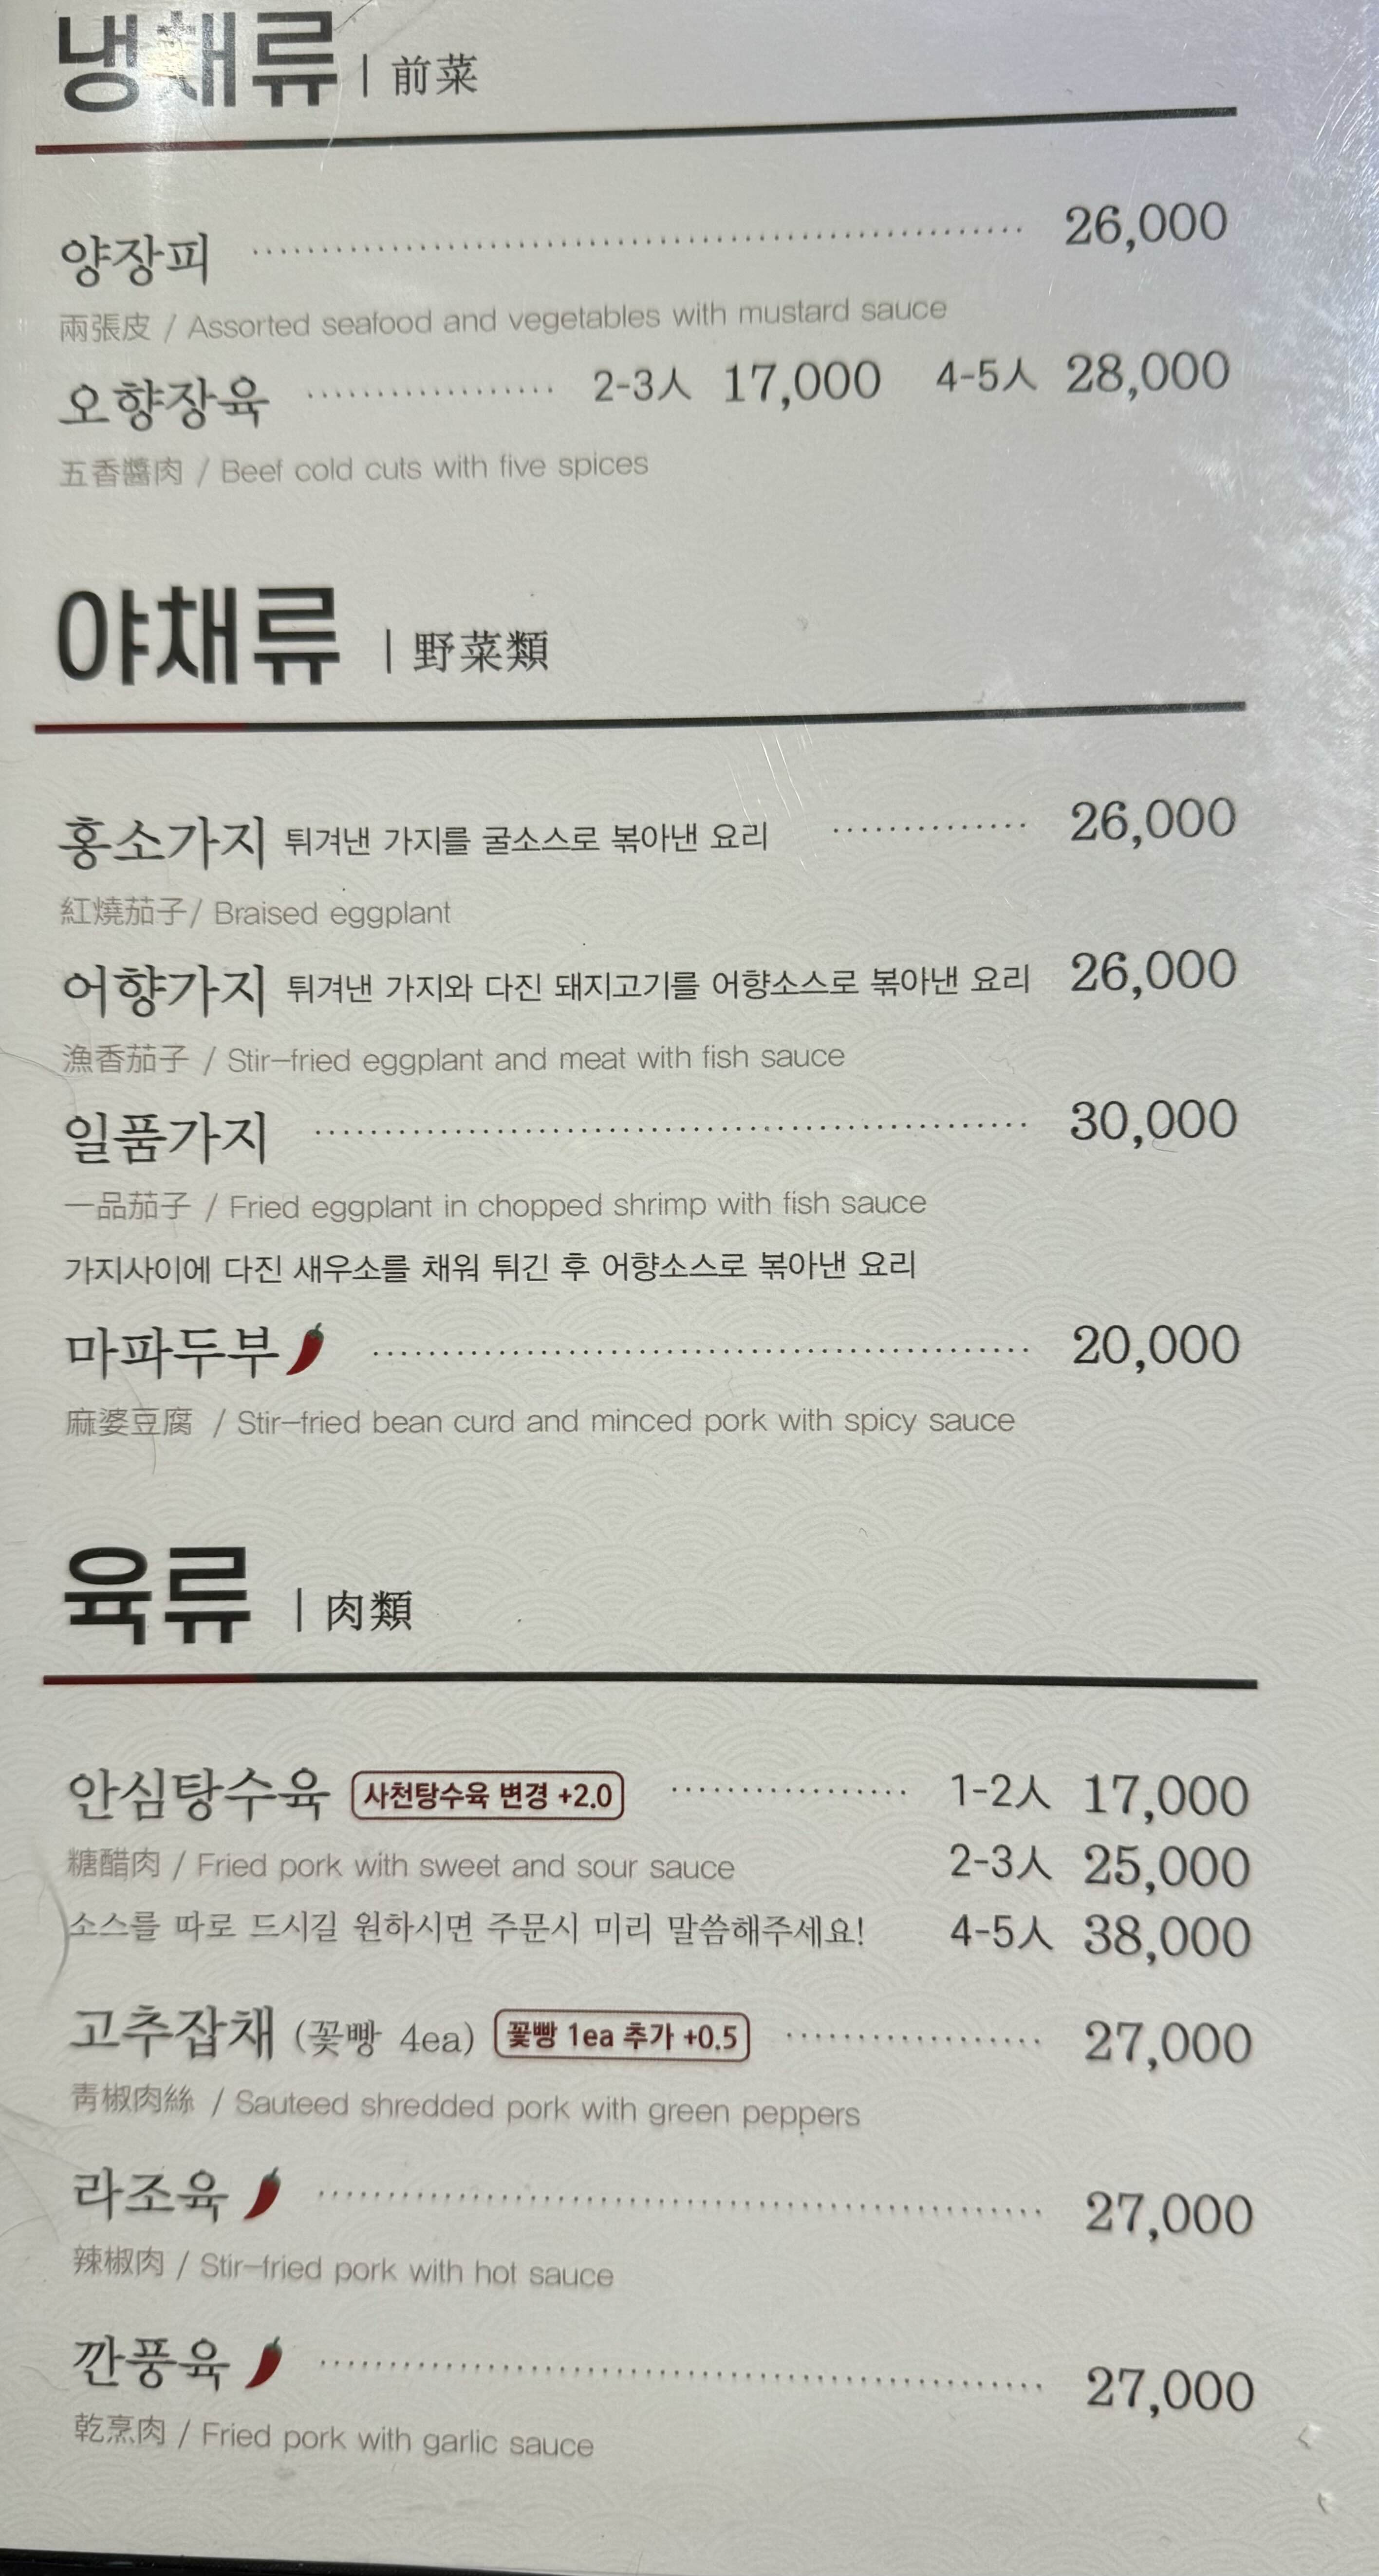 냉채류 | 前菜
양장피 26,000
兩張皮 / Assorted seafood and vegetables with mustard sauce
오향장육 2-3人 17,000 4-5人 28,000
五香醬肉 / Beef cold cuts with five spices
야채류 | 野菜類
홍소가지 튀겨낸 가지를 굴소스로 볶아낸 요리 26,000
紅燒茄子/ Braised eggplant
어향가지 튀겨낸 가지와 다진 돼지고기를 어향소스로 볶아낸 요리 26,000
漁香茄子 / Stir-fried eggplant and meat with fish sauce
일품가지 30,000
一品茄子 / Fried eggplant in chopped shrimp with fish sauce
가지사이에 다진 새우소를 채워 튀긴 후 어향소스로 볶아낸 요리
마파두부 20,000
麻婆豆腐 / Stir-fried bean curd and minced pork with spicy sauce
육류 | 肉類
안심탕수육 사천탕수육 변경 +2.0 1-2人 17,000
糖醋肉 / Fried pork with sweet and sour sauce 2-3人 25,000
소스를 따로 드시길 원하시면 주문시 미리 말씀해주세요! 4-5人 38,000
고추잡채 (꽃빵 4ea) 꽃빵 1ea 추가 +0.5 27,000
靑椒肉絲 / Sauteed shredded pork with green peppers
라조육 27,000
辣椒肉 / Stir-fried pork with hot sauce
깐풍육 27,000
乾烹肉 / Fried pork with garlic sauce